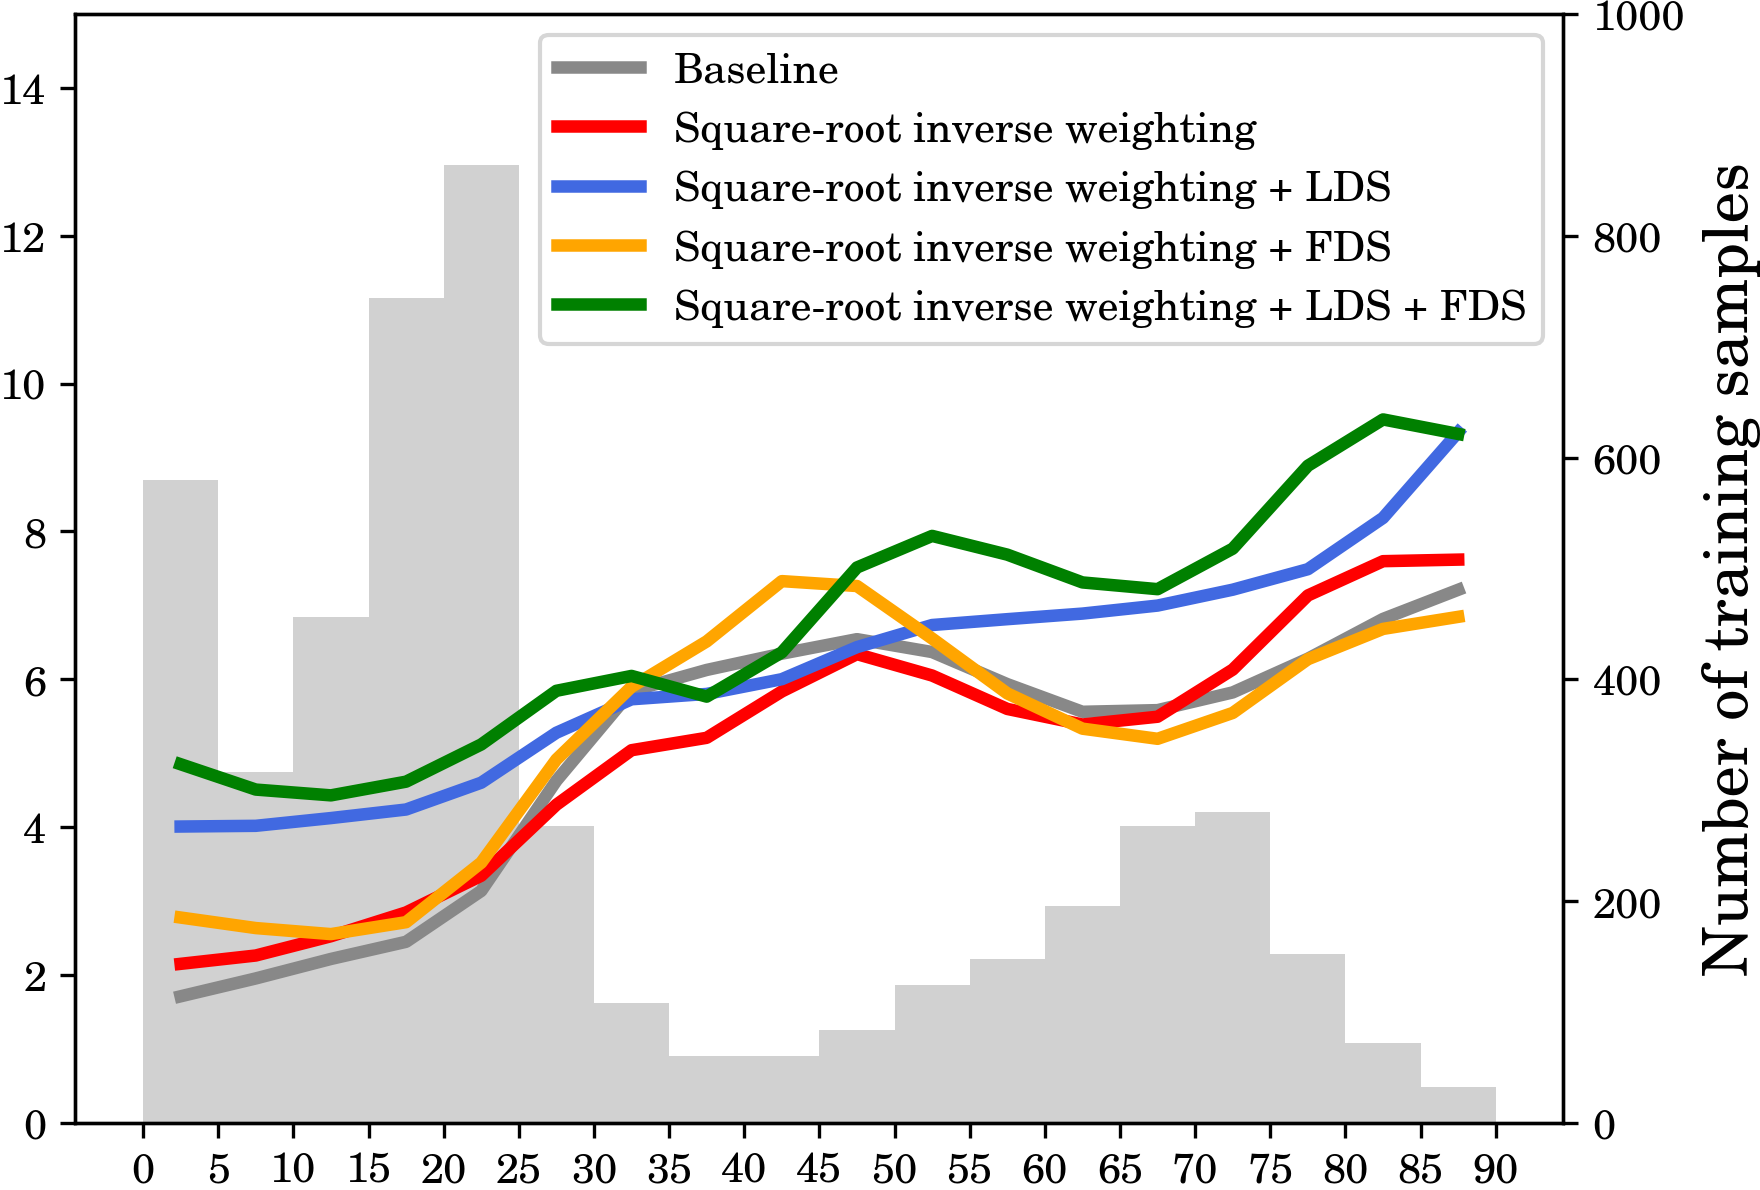 Baseline
Square-root inverse weighting
Square-root inverse weighting + LDS
Square-root inverse weighting + FDS
Square-root inverse weighting + LDS + FDS
14
12
10
8
6
4
2
0
1000
800
600
400
200
0
Number of training samples
0 5 10 15 20 25 30 35 40 45 50 55 60 65 70 75 80 85 90